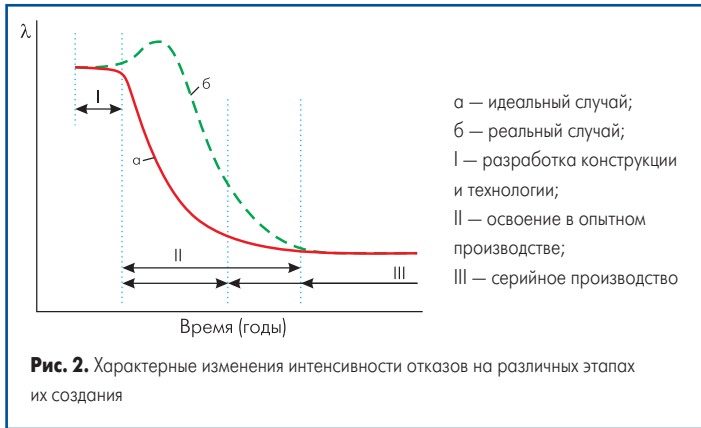 λ
I
б
а
II
III
Время (годы)
а — идеальный случай;
б — реальный случай;
I — разработка конструкции
и технологии;
II — освоение в опытном
производстве;
III — серийное производство
Рис. 2. Характерные изменения интенсивности отказов на различных этапах
их создания